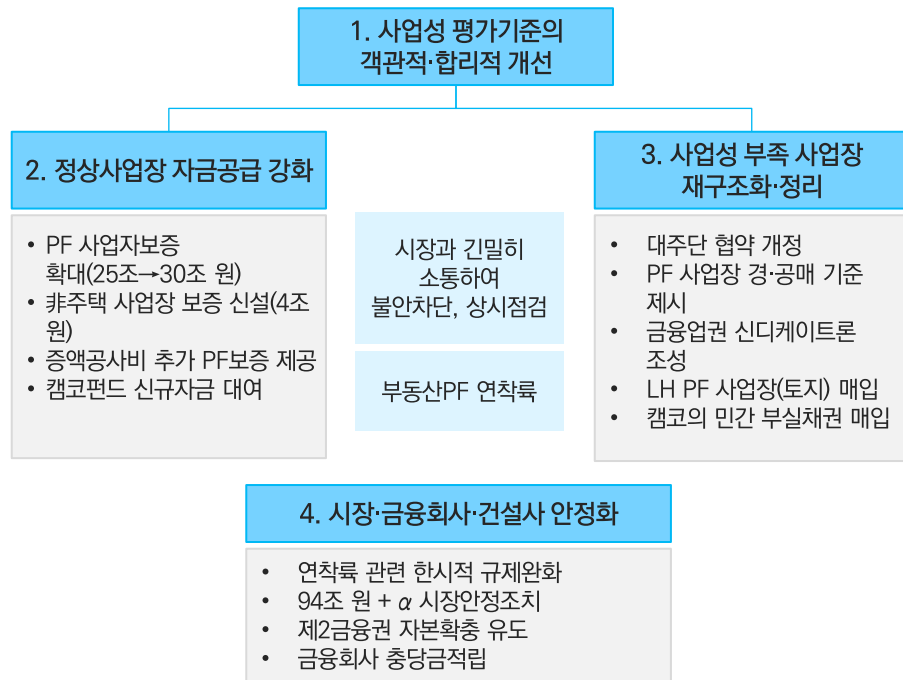 1. 사업성 평가기준의
객관적·합리적 개선
2. 정상사업장 자금공급 강화
• PF 사업자보증
확대(25조→30조 원)
• 非주택 사업장 보증 신설(4조
원)
• 증액공사비 추가 PF보증 제공
• 캠코펀드 신규자금 대여
시장과 긴밀히
소통하여
불안차단, 상시점검
부동산PF 연착륙
3. 사업성 부족 사업장
재구조화·정리
• 대주단 협약 개정
• PF 사업장 경·공매 기준
제시
• 금융업권 신디케이트론
조성
• LH PF 사업장(토지) 매입
• 캠코의 민간 부실채권 매입
4. 시장·금융회사·건설사 안정화
• 연착륙 관련 한시적 규제완화
• 94조 원 + α 시장안정조치
• 제2금융권 자본확충 유도
• 금융회사 충당금적립